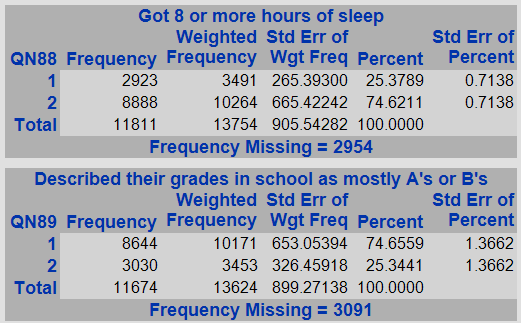 Got 8 or more hours of sleep
Weighted Std Err of Std Err of
QN88 Frequency Frequency Wgt Freq Percent Percent
1 2923 3491 265.39300 25.3789 0.7138
2 8888 10264 665.42242 74.6211 0.7138
Total 11811 13754 905.54282 100.0000
Frequency Missing = 2954
Described their grades in school as mostly A's or B's
Weighted Std Err of Std Err of
QN89 Frequency Frequency Wgt Freq Percent Percent
1 8644 10171 653.05394 74.6559 1.3662
2 3030 3453 326.45918 25.3441 1.3662
Total 11674 13624 899.27138 100.0000
Frequency Missing = 3091